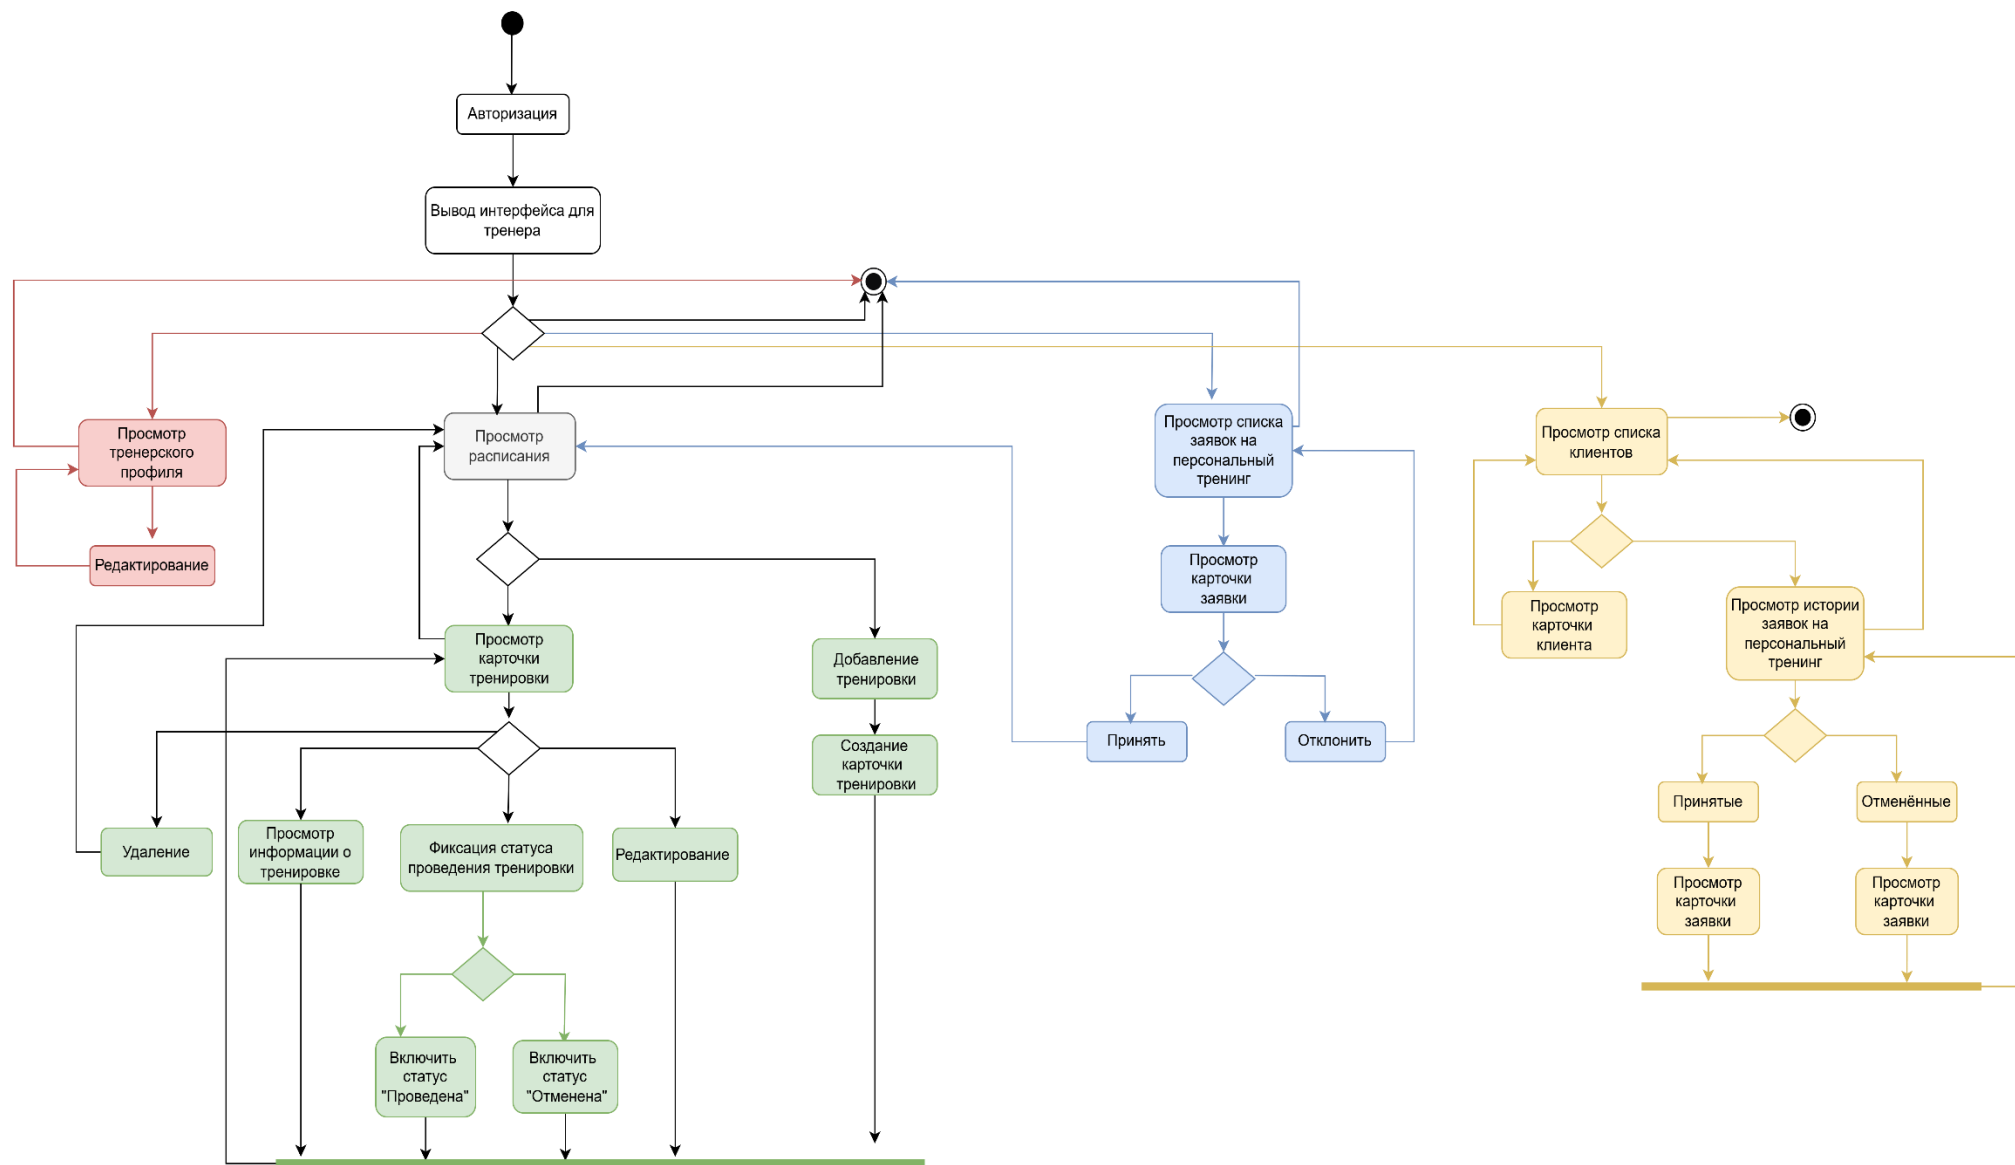 Авторизация
Вывод интерфейса для
тренера
Просмотр
тренерского
профиля
Редактирование
Просмотр
расписания
Просмотр
карточки
тренировки
Добавление
тренировки
Создание
карточки
тренировки
Удаление
Просмотр
информации о
тренировке
Фиксация статуса
проведения тренировки
Редактирование
Включить
статус
"Проведена"
Включить
статус
"Отменена"
Просмотр списка
заявок на
персональный
тренинг
Просмотр
карточки
заявки
Принять
Отклонить
Просмотр списка
клиентов
Просмотр
карточки
клиента
Просмотр истории
заявок на
персональный
тренинг
Принятые
Отменённые
Просмотр
карточки
заявки
Просмотр
карточки
заявки